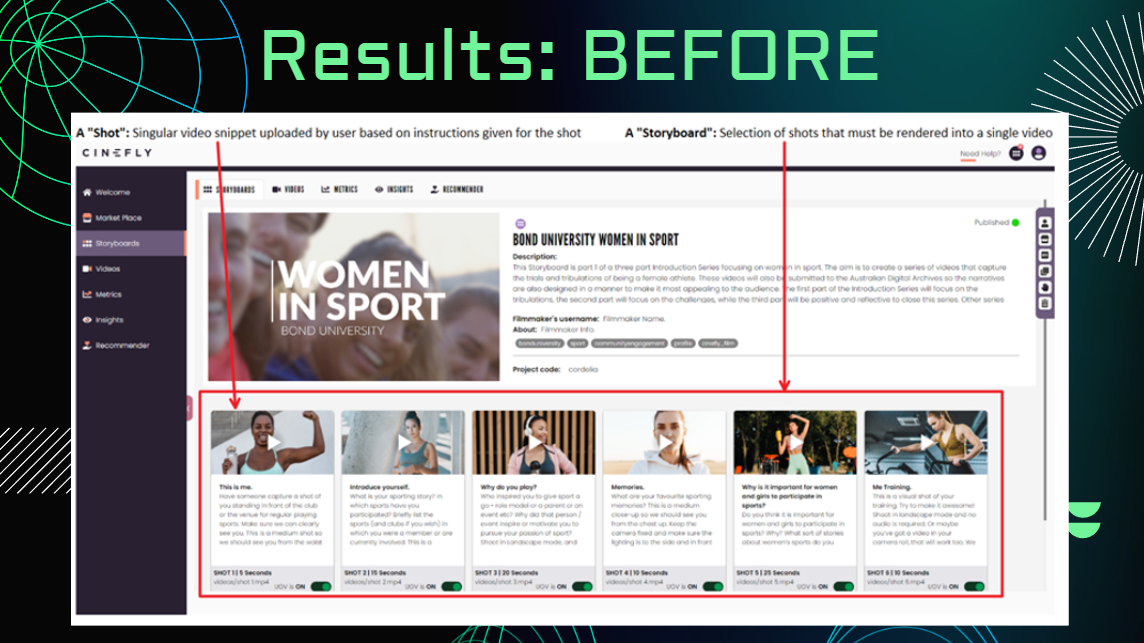 Results: BEFORE
A "Shot": Singular video snippet uploaded by user based on instructions given for the shot
A "Storyboard": Selection of shots that must be rendered into a single video
CINEFLY
Need Help?
Welcome
Market Place
Storyboards
Videos
Metrics
Insights
Recommender
STORYBOARDS
VIDEOS
METRICS
INSIGHTS
RECOMMENDER
WOMEN
IN SPORT
BOND UNIVERSITY
Published
BOND UNIVERSITY WOMEN IN SPORT
Description:
This Storyboard is part 1 of a three part Introduction Series focusing on women in sport. The aim is to create a series of videos that capture
the trials and tribulations of being a female athlete. These videos will also be submitted to the Australian Digital Archives so the narratives
are also designed in a manner to make it most appealing to the audience. The first part of the Introduction Series will focus on the
tribulations, the second part will focus on the challenges, while the third part will be positive and reflective to close this series. Other series
Filmmaker's username: Filmmaker Name.
About: Filmmaker Info.
bonduniversity
sport
communityengagement
profile
cinefly_film
Project code: cordelia
This is me.
Have someone capture a shot of
you standing in front of the club
or the venue for regular playing
sports. Make sure we can clearly
see you. This is a medium shot so
we should see you from the waist
SHOT 1 | 5 Seconds
videos/shot 1.mp4
UGV is ON
Introduce yourself.
What is your sporting story? In
which sports have you
participated? Briefly list the
sports (and clubs if you wish) in
which you were a member or are
currently involved. This is a
SHOT 2 | 15 Seconds
videos/shot 2.mp4
UGV is ON
Why do you play?
Who inspired you to give sport a
go - role model or a parent or an
event etc? Why did that person /
event inspire or motivate you to
pursue your passion of sport?
Shoot in landscape mode, and
SHOT 3 | 20 Seconds
videos/shot 3.mp4
UGV is ON
Memories.
What are your favourite sporting
memories? This is a medium
close-up so we should see you
from the chest up. Keep the
camera fixed and make sure the
lighting is to the side and in front
SHOT 4 | 10 Seconds
videos/shot 4.mp4
UGV is ON
Why is it important for women
and girls to participate in
sports?
Do you think it is important for
women and girls to participate in
sports? Why? What sort of
stories about women's sports do you
SHOT 5 | 25 Seconds
videos/shot 5.mp4
UGV is ON
Me Training.
This is a visual shot of your
training. Try to make it awesome!
Shoot in landscape mode and no
audio is required. Or maybe
you've got a video in your
camera roll, that will work too. We
SHOT 6 | 10 Seconds
videos/shot 6.mp4
UGV is ON